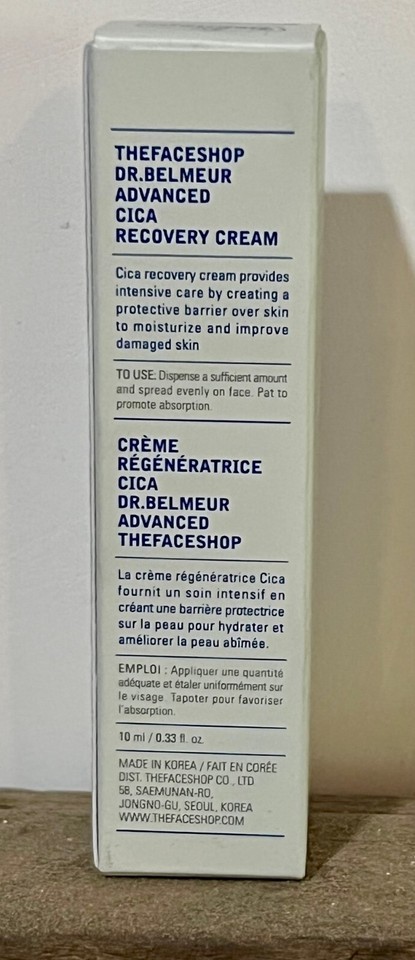 THEFACESHOP
DR.BELMEUR
ADVANCED
CICA
RECOVERY CREAM
Cica recovery cream provides
intensive care by creating a
protective barrier over skin
to moisturize and improve
damaged skin
TO USE: Dispense a sufficient amount
and spread evenly on face. Pat to
promote absorption.
CRÈME
RÉGÉNÉRATRICE
CICA
DR.BELMEUR
ADVANCED
THEFACESHOP
La crème régénératrice Cica
fournit un soin intensif en
créant une barrière protectrice
sur la peau pour hydrater et
améliorer la peau abîmée.
EMPLOI : Appliquer une quantité
adéquate et étaler uniformément sur
le visage. Tapoter pour favoriser
l'absorption.
10 ml / 0.33 fl. oz.
MADE IN KOREA / FAIT EN CORÉE
DIST. THEFACESHOP CO., LTD
58, SAEMUNAN-RO,
JONGNO-GU, SEOUL, KOREA
WWW.THEFACESHOP.COM